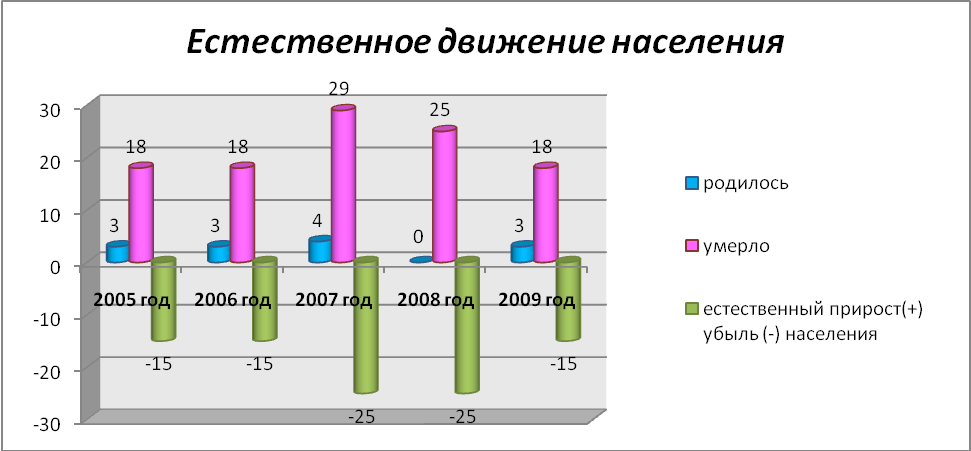 Естественное движение населения
30
20
10
0
-10
-20
-30
3
18
-15
3
18
-15
4
29
-25
0
25
-25
3
18
-15
2005 год
2006 год
2007 год
2008 год
2009 год
родилось
умерло
естественный прирост(+)
убыль (-) населения